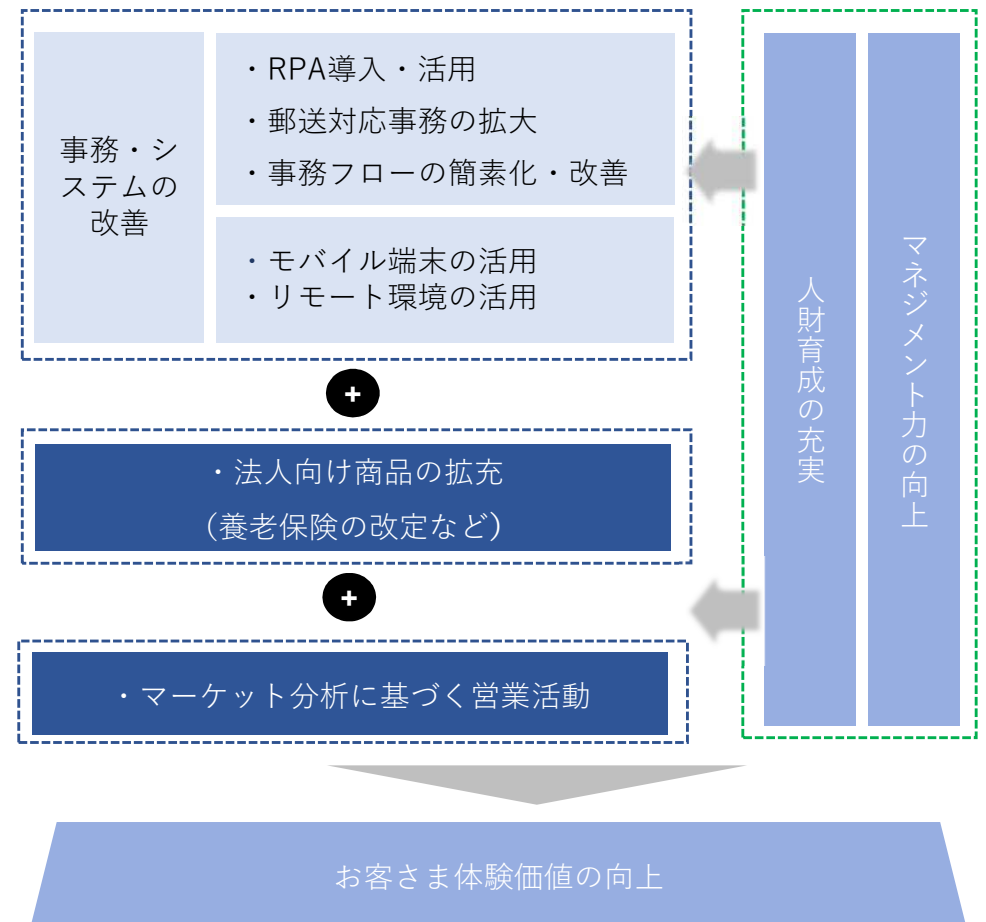 事務・シ
ステムの
改善
・RPA導入・活用
・郵送対応事務の拡大
・事務フローの簡素化・改善
・モバイル端末の活用
・リモート環境の活用
+
・法人向け商品の拡充
（養老保険の改定など）
+
・マーケット分析に基づく営業活動
人財育成の充実
マネジメント力の向上
お客さま体験価値の向上